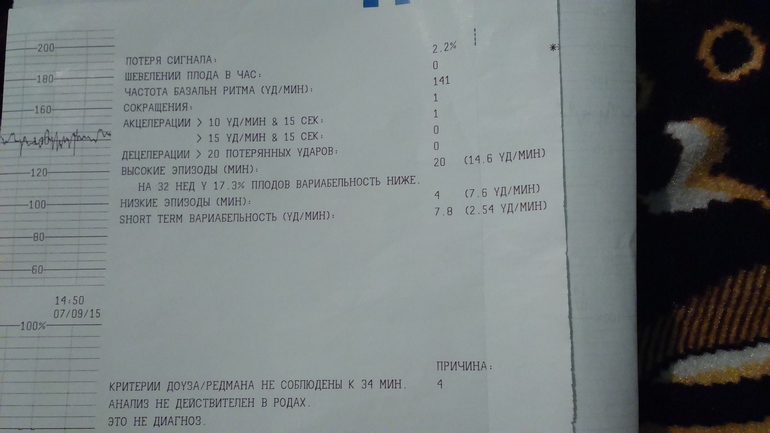 200
180
160
120
100
80
60
14:50
07/09/15
100%
*
ПОТЕРЯ СИГНАЛА: 2.2%
ШЕВЕЛЕНИЙ ПЛОДА В ЧАС: 0
ЧАСТОТА БАЗАЛЬН РИТМА (УД/МИН): 141
СОКРАЩЕНИЯ: 1
АКЦЕЛЕРАЦИИ > 10 УД/МИН & 15 СЕК: 1
> 15 УД/МИН & 15 СЕК: 0
ДЕЦЕЛЕРАЦИИ > 20 ПОТЕРЯННЫХ УДАРОВ: 0
ВЫСОКИЕ ЭПИЗОДЫ (МИН): 20 (14.6 УД/МИН)
НА 32 НЕД У 17.3% ПЛОДОВ ВАРИАБЕЛЬНОСТЬ НИЖЕ.
НИЗКИЕ ЭПИЗОДЫ (МИН): 4 (7.6 УД/МИН)
SHORT TERM ВАРИАБЕЛЬНОСТЬ (УД/МИН): 7.8 (2.54 УД/МИН)
ПРИЧИНА:
КРИТЕРИИ ДОУЗА/РЕДМАНА НЕ СОБЛЮДЕНЫ К 34 МИН. 4
АНАЛИЗ НЕ ДЕЙСТВИТЕЛЕН В РОДАХ.
ЭТО НЕ ДИАГНОЗ.